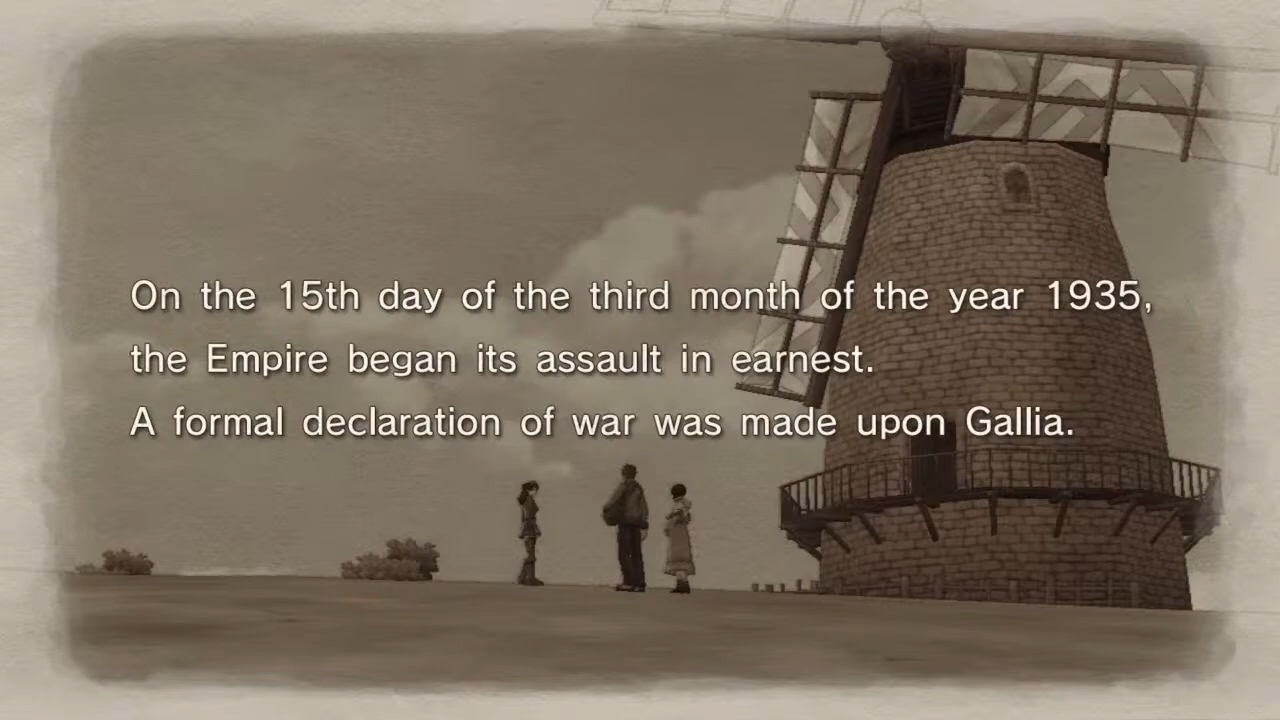 On the 15th day of the third month of the year 1935,
the Empire began its assault in earnest.
A formal declaration of war was made upon Gallia.